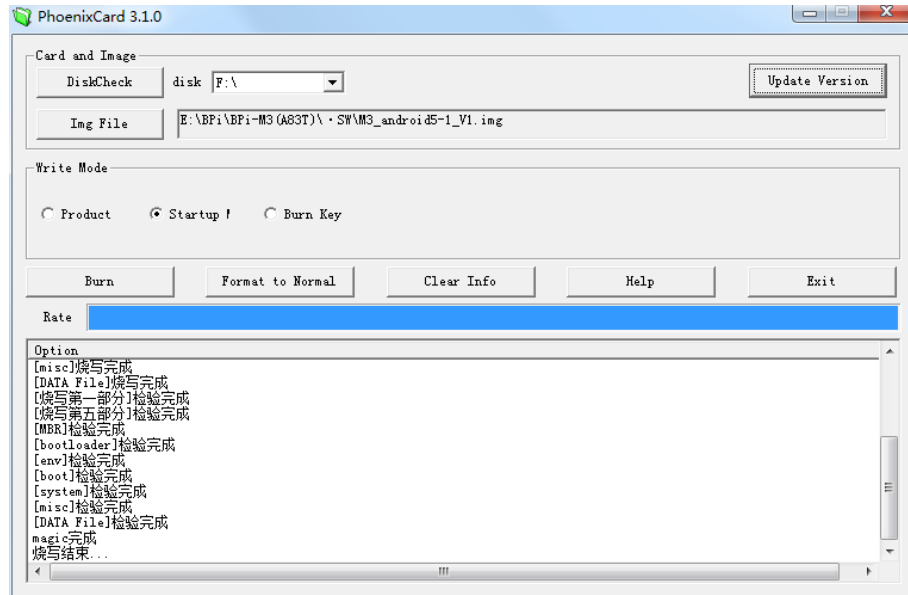 PhoenixCard 3.1.0
Card and Image
DiskCheck disk F:\ Update Version
Img File E:\BPi\BPi-M3(A83T)\·SW\M3_android5-1_V1.img
Write Mode
Product Startup Burn Key
Burn Format to Normal Clear Info Help Exit
Rate
Option
[misc]烧写完成
[DATA File]烧写完成
[烧写第一部分]检验完成
[烧写第五部分]检验完成
[MBR]检验完成
[bootloader]检验完成
[env]检验完成
[boot]检验完成
[system]检验完成
[misc]检验完成
[DATA File]检验完成
magic完成
烧写结束...